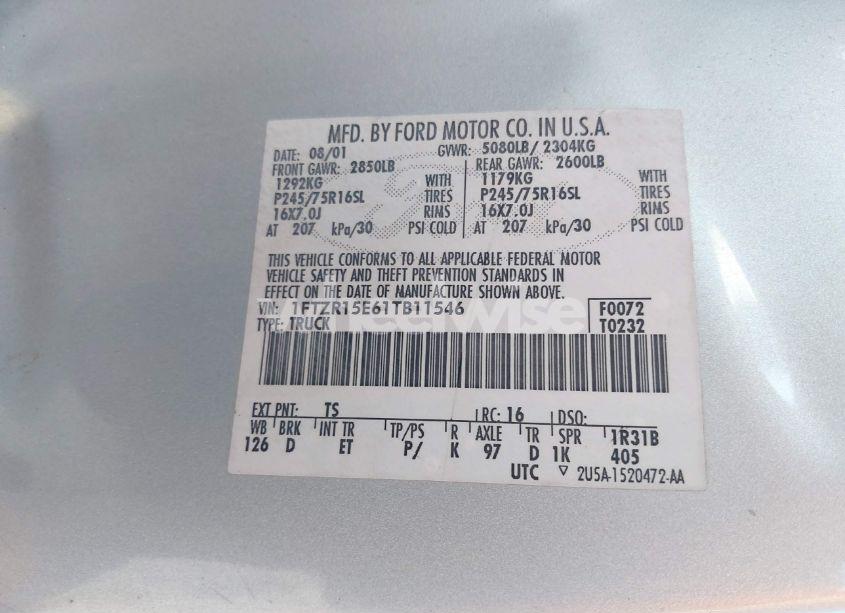 MFD. BY FORD MOTOR CO. IN U.S.A.
DATE: 08/01 GVWR: 5080LB/ 2304KG
FRONT GAWR: 2850LB REAR GAWR: 2600LB
1292KG WITH 1179KG WITH
P245/75R16SL TIRES P245/75R16SL TIRES
16X7.0J RIMS 16X7.0J RIMS
AT 207 kPa/30 PSI COLD AT 207 kPa/30 PSI COLD
THIS VEHICLE CONFORMS TO ALL APPLICABLE FEDERAL MOTOR
VEHICLE SAFETY AND THEFT PREVENTION STANDARDS IN
EFFECT ON THE DATE OF MANUFACTURE SHOWN ABOVE.
VIN: 1FTZR15E61TB11546 F0072
TYPE: TRUCK T0232
wheelwise
EXT PNT: TS RC: 16 DSO:
WB BRK INT TR TP/PS R AXLE TR SPR 1R31B
126 D ET P/ K 97 D 1K 405
UTC ▽ 2U5A-1520472-AA